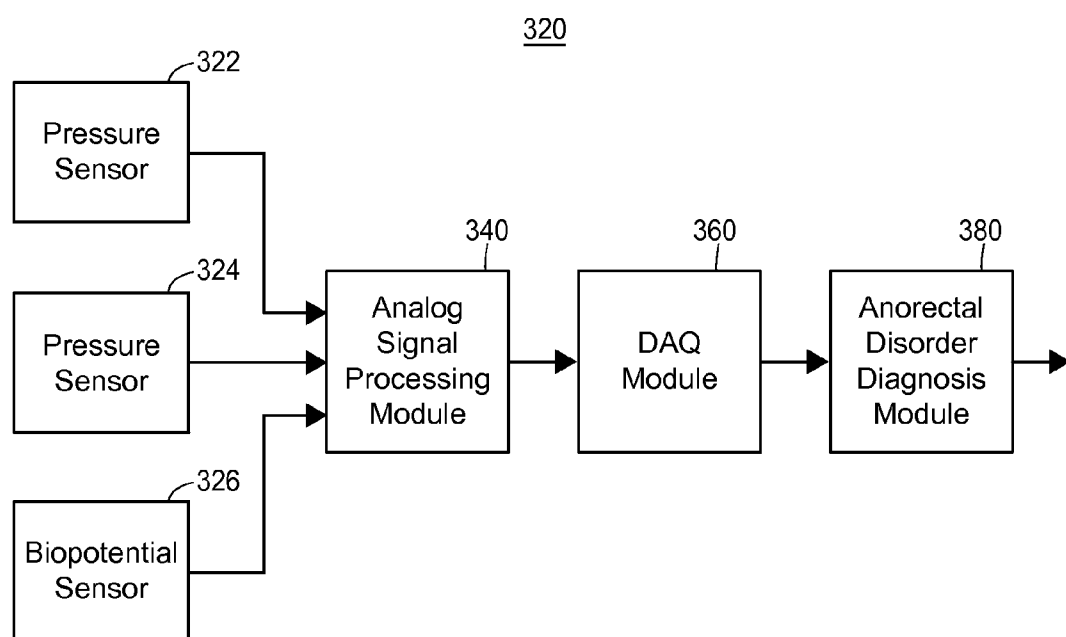 320
322
Pressure
Sensor
324
Pressure
Sensor
326
Biopotential
Sensor
340
Analog
Signal
Processing
Module
360
DAQ
Module
380
Anorectal
Disorder
Diagnosis
Module